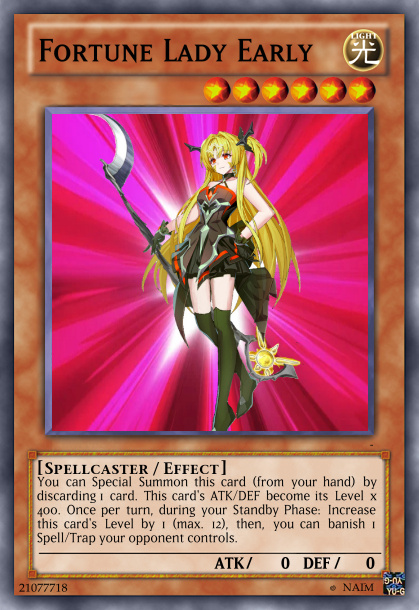 FORTUNE LADY EARLY
LIGHT
光
-
[SPELLCASTER / EFFECT]
You can Special Summon this card (from your hand) by
discarding 1 card. This card's ATK/DEF become its Level x
400. Once per turn, during your Standby Phase: Increase
this card's Level by 1 (max. 12), then, you can banish 1
Spell/Trap your opponent controls.
ATK / 0 DEF / 0
21077718
© NAIM
YU-G